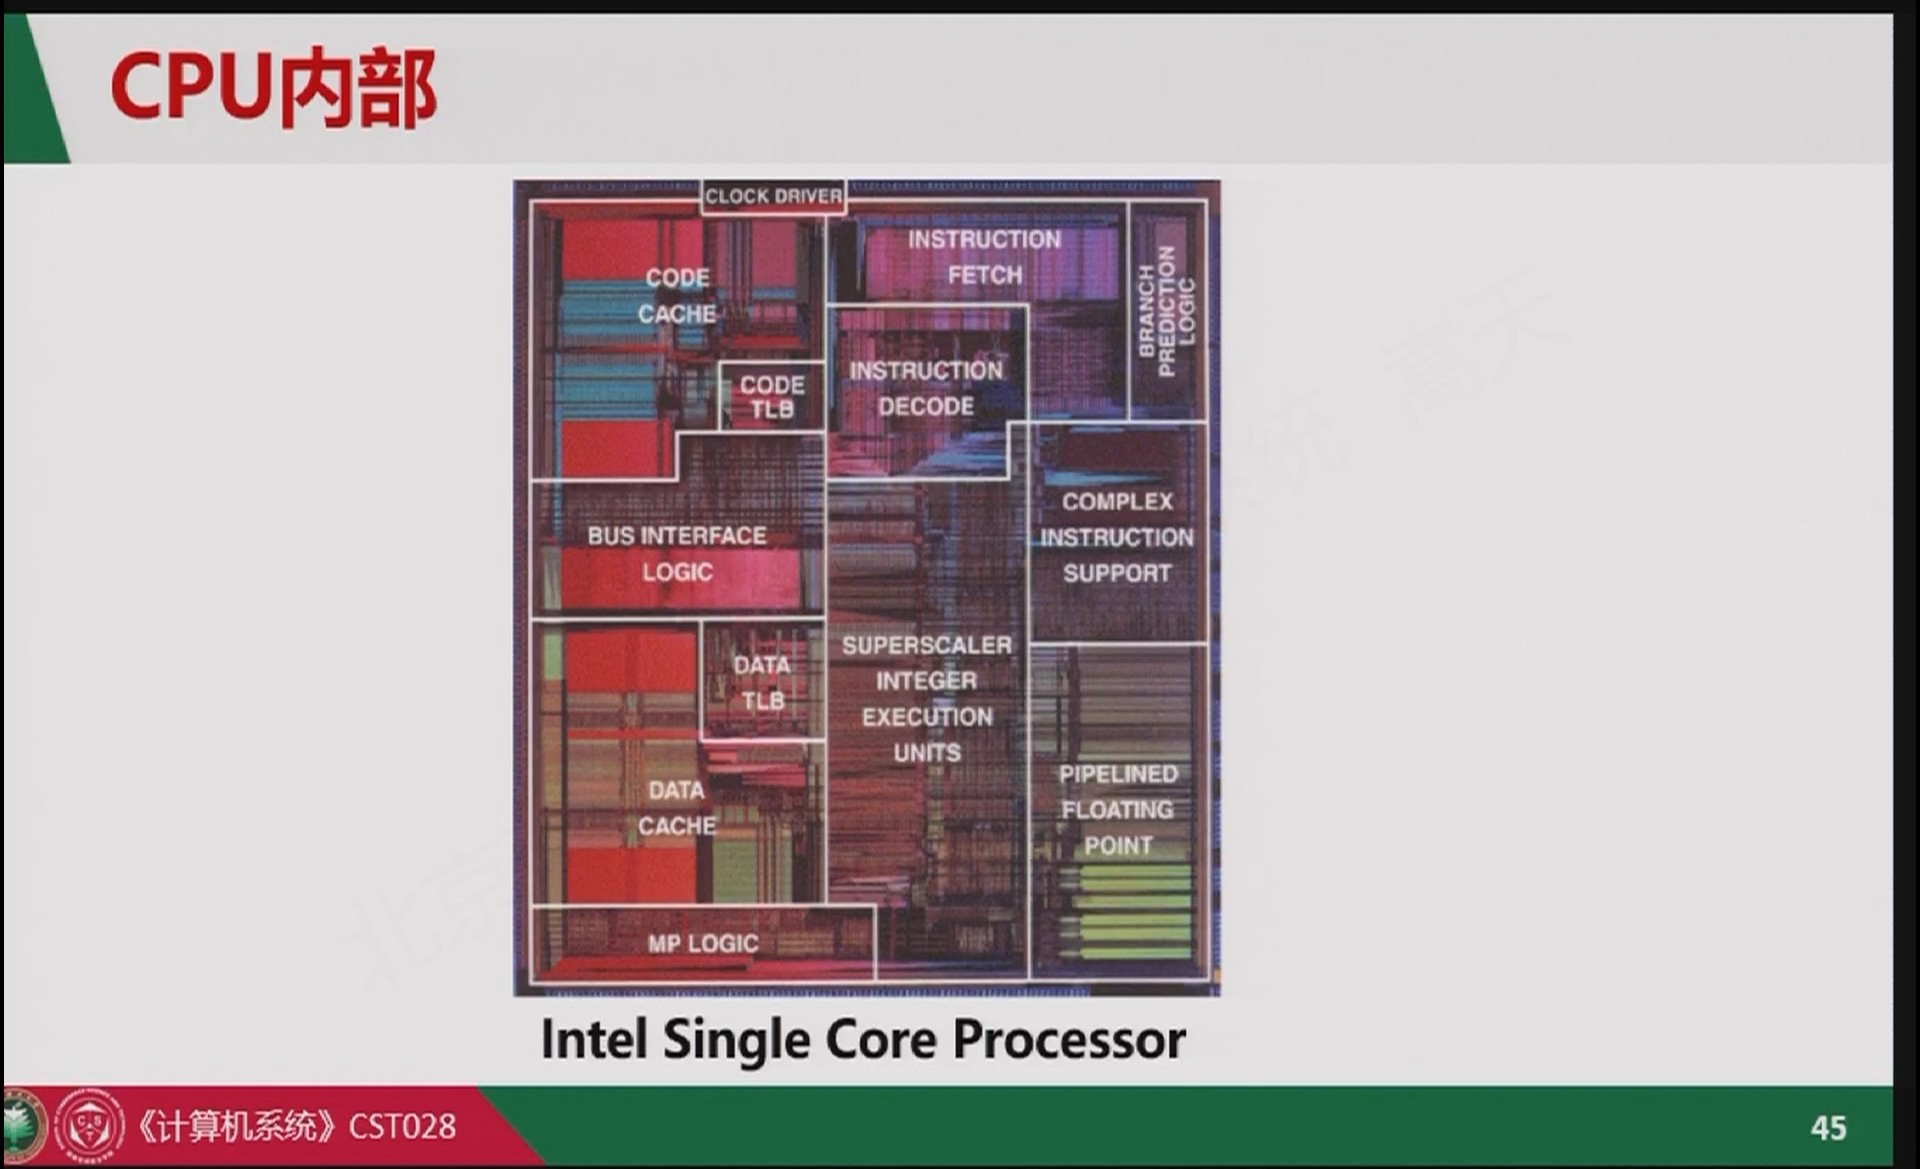 CPU内部
CLOCK DRIVER
CODE
CACHE
CODE
TLB
INSTRUCTION
FETCH
BRANCH
PREDICTION
LOGIC
INSTRUCTION
DECODE
COMPLEX
INSTRUCTION
SUPPORT
BUS INTERFACE
LOGIC
DATA
TLB
SUPERSCALER
INTEGER
EXECUTION
UNITS
DATA
CACHE
PIPELINED
FLOATING
POINT
MP LOGIC
Intel Single Core Processor
《计算机系统》CST028
45